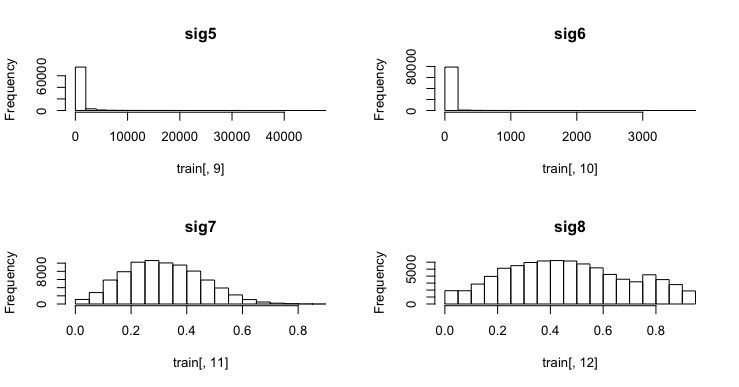 sig5
Frequency
0
60000
0
10000
20000
30000
40000
train[, 9]
sig6
Frequency
0
80000
0
1000
2000
3000
train[, 10]
sig7
Frequency
0
8000
0.0
0.2
0.4
0.6
0.8
train[, 11]
sig8
Frequency
0
5000
0.0
0.2
0.4
0.6
0.8
train[, 12]